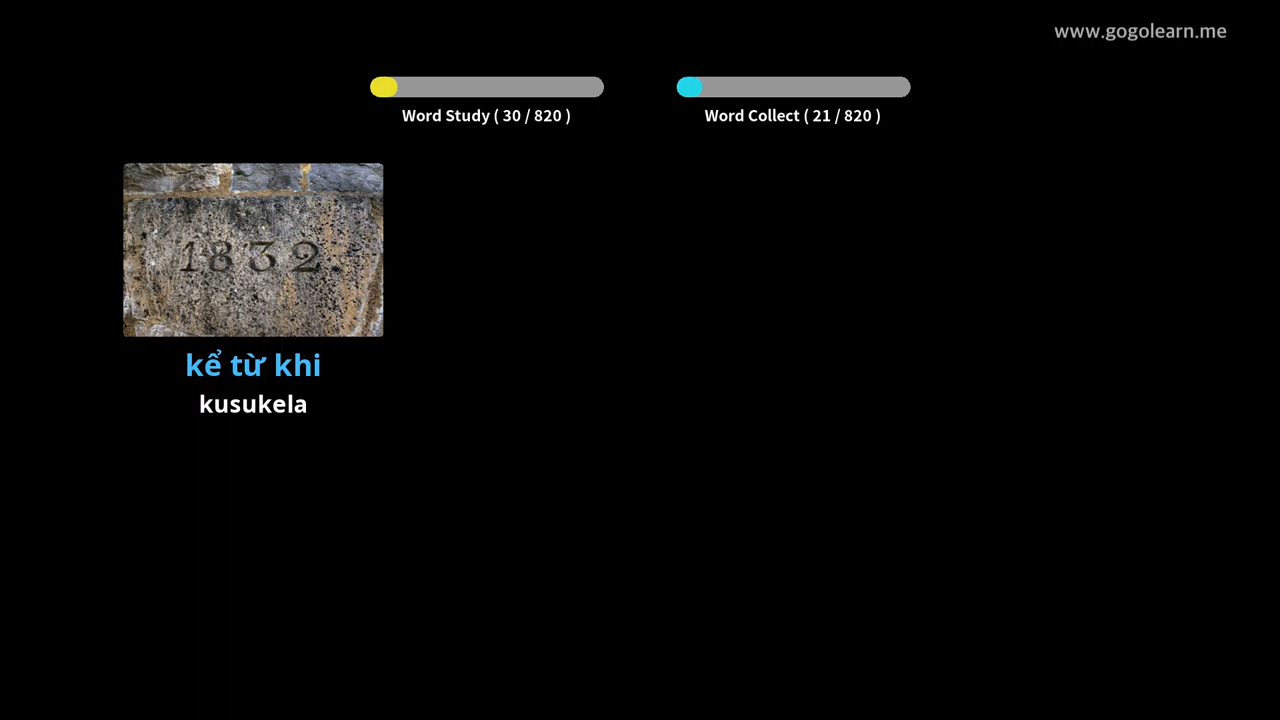 www.gogolearn.me
Word Study ( 30 / 820 )
Word Collect ( 21 / 820 )
1832.
kể từ khi
kusukela